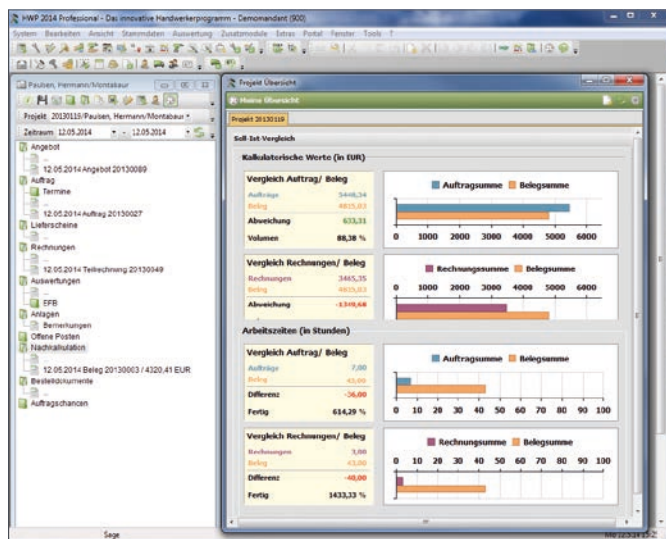 HWP 2014 Professional - Das innovative Handwerkerprogramm - Demomandant (900)
System Bearbeiten Ansicht Stammdaten Auswertung Zusatzmodule Extras Portal Fenster Tools ?
Paulsen, Hermann/Montabaur
Projekt 20130119/Paulsen, Hermann/Montabaur
Zeitraum 12.05.2014 - 12.05.2014
Angebot
...
12.05.2014 Angebot 20130089
Auftrag
Termine
...
12.05.2014 Auftrag 20130027
Lieferscheine
...
Rechnungen
...
12.05.2014 Teilrechnung 20130049
Auswertungen
...
EFB
Anlagen
Bemerkungen
Offene Posten
Nachkalkulation
...
12.05.2014 Beleg 20130003 / 4320,41 EUR
Bestelldokumente
...
Auftragschancen
Projekt Übersicht
Meine Übersicht
Projekt 20130119
Soll-Ist-Vergleich
Kalkulatorische Werte (in EUR)
Vergleich Auftrag/ Beleg
Aufträge 5448,34
Beleg 4815,03
Abweichung 633,31
Volumen 88,38 %
Auftragsumme Belegsumme
0 1000 2000 3000 4000 5000 6000
Vergleich Rechnungen/ Beleg
Rechnungen 3465,35
Beleg 4815,03
Abweichung -1349,68
Rechnungssumme Belegsumme
0 1000 2000 3000 4000 5000 6000
Arbeitszeiten (in Stunden)
Vergleich Auftrag/ Beleg
Aufträge 7,00
Beleg 43,00
Differenz -36,00
Fertig 614,29 %
Auftragsumme Belegsumme
0 10 20 30 40 50 60 70 80 90 100
Vergleich Rechnungen/ Beleg
Rechnungen 3,00
Beleg 43,00
Differenz -40,00
Fertig 1433,33 %
Rechnungsumme Belegsumme
0 10 20 30 40 50 60 70 80 90 100
Sage